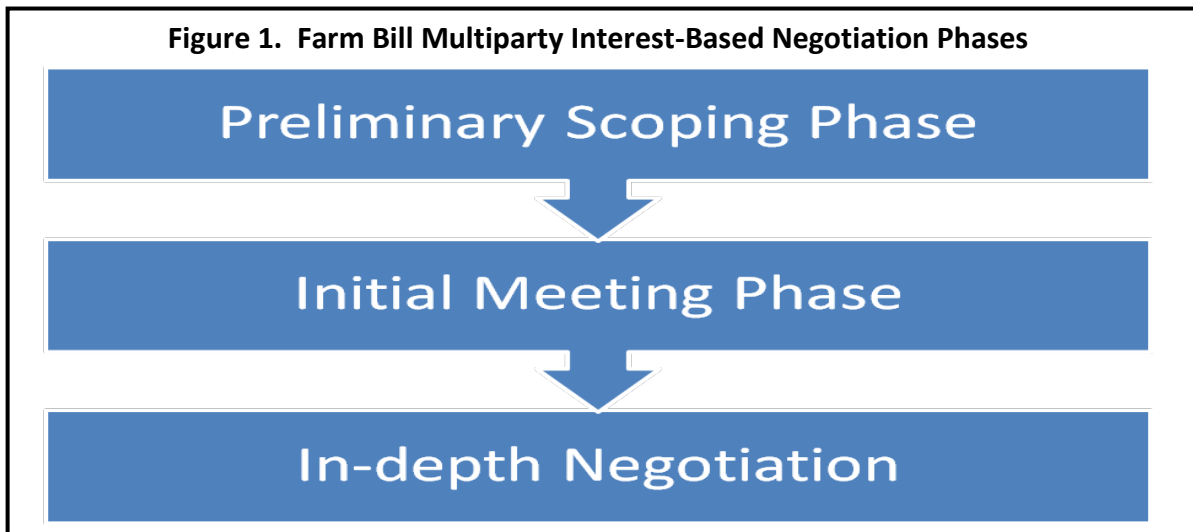 Figure 1. Farm Bill Multiparty Interest-Based Negotiation Phases
Preliminary Scoping Phase
Initial Meeting Phase
In-depth Negotiation